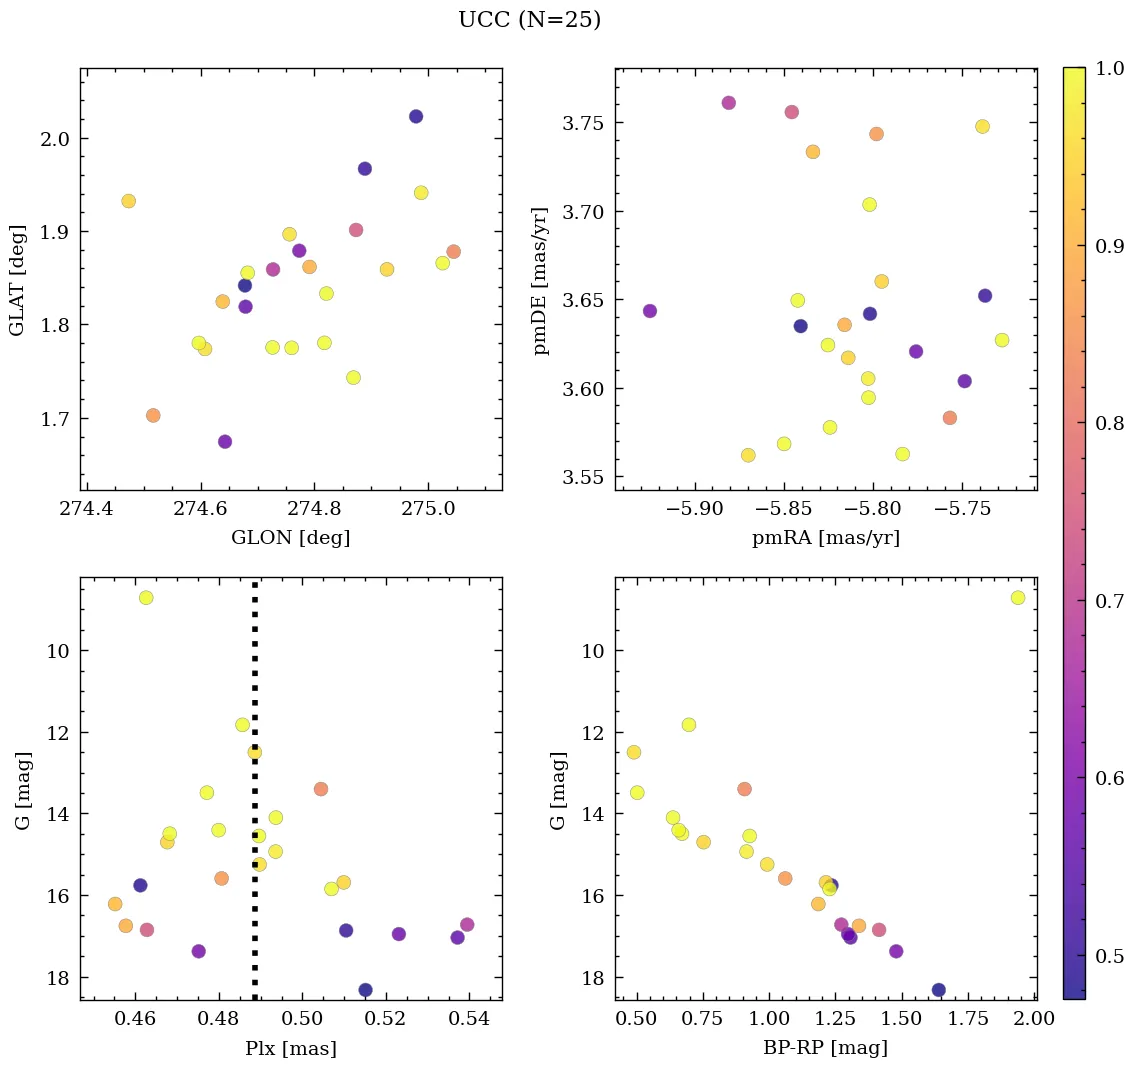 UCC (N=25)
2.0
1.9
1.8
1.7
GLAT [deg]
274.4 274.6 274.8 275.0
GLON [deg]
3.75
3.70
3.65
3.60
3.55
pmDE [mas/yr]
−5.90 −5.85 −5.80 −5.75
pmRA [mas/yr]
10
12
14
16
18
G [mag]
0.46 0.48 0.50 0.52 0.54
Plx [mas]
10
12
14
16
18
G [mag]
0.50 0.75 1.00 1.25 1.50 1.75 2.00
BP-RP [mag]
1.0
0.9
0.8
0.7
0.6
0.5